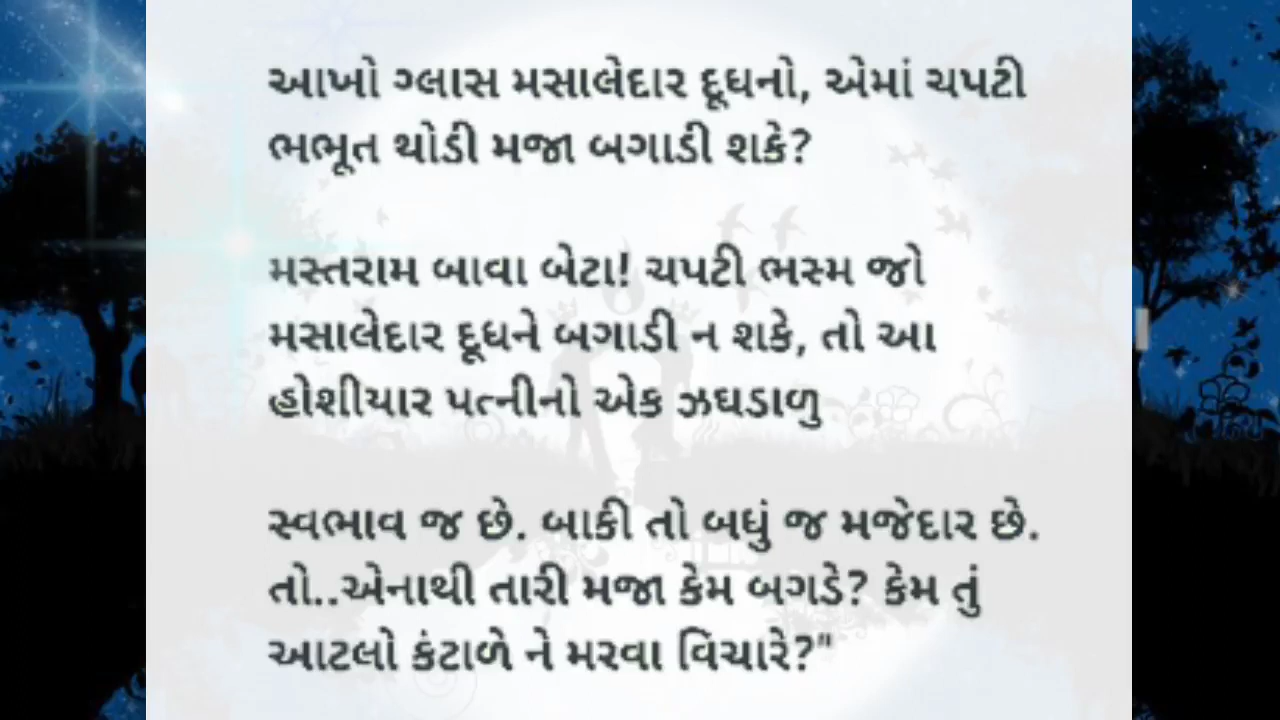 આખો ગ્લાસ મસાલેદાર દૂધનો, એમાં ચપટી
ભભૂત થોડી મજા બગાડી શકે?
મસ્તરામ બાવા બેટા! ચપટી ભસ્મ જો
મસાલેદાર દૂધને બગાડી ન શકે, તો આ
હોશીયાર પત્નીનો એક ઝઘડાળુ
સ્વભાવ જ છે. બાકી તો બધું જ મજેદાર છે.
તો..એનાથી તારી મજા કેમ બગડે? કેમ તું
આટલો કંટાળે ને મરવા વિચારે?"